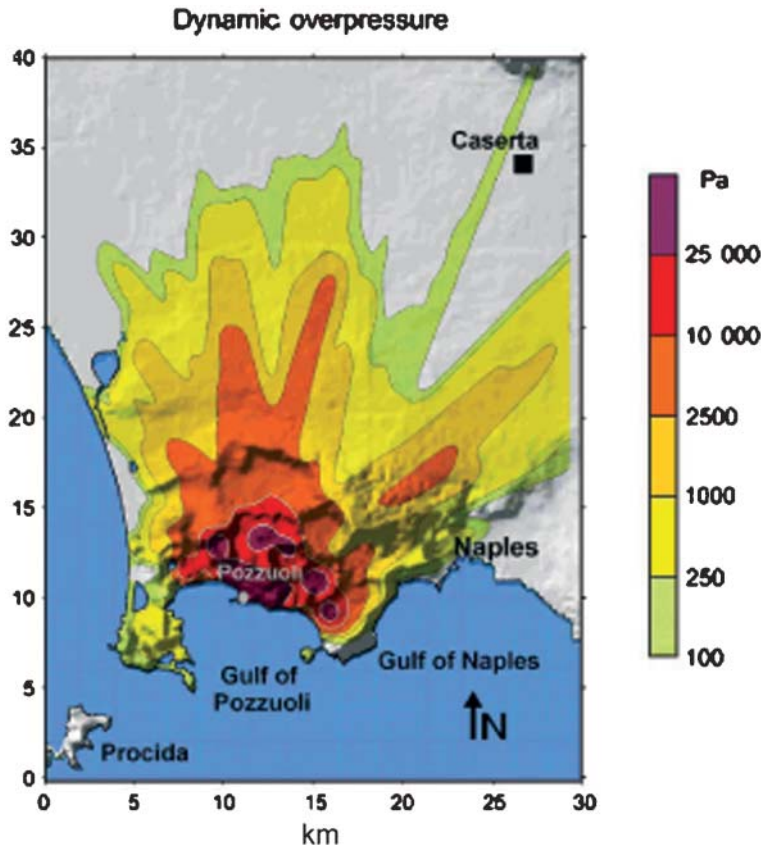 Dynamic overpressure
40
35
30
25
20
15
10
5
0
0 5 10 15 20 25 30
km
Caserta
Pozzuoli
Naples
Gulf of
Pozzuoli
Gulf of Naples
Procida
N
Pa
25 000
10 000
2500
1000
250
100